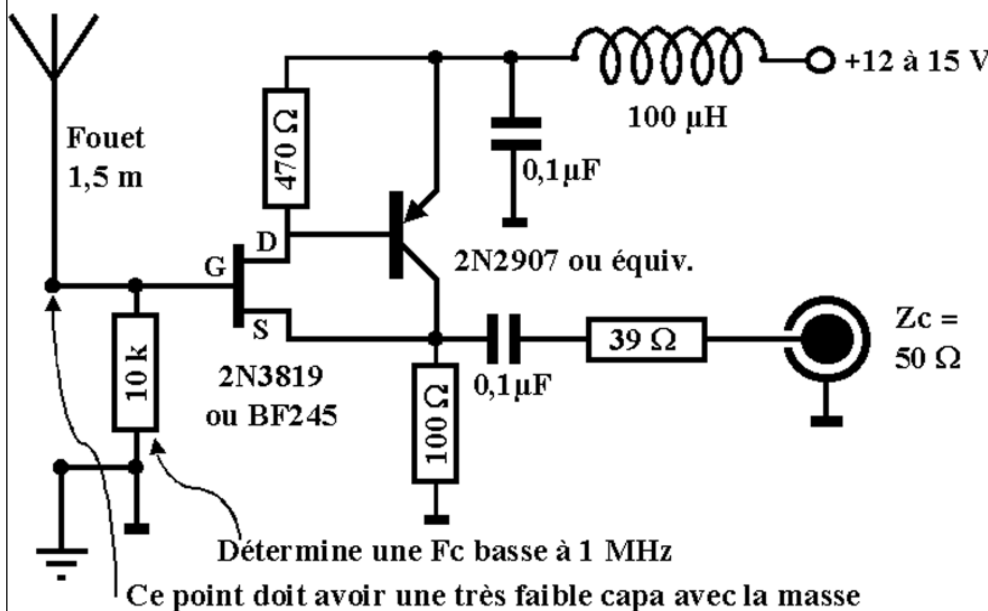 +12 à 15 V
Fouet
1,5 m
470 Ω
100 µH
0,1µF
D
G
S
2N2907 ou équiv.
10 k
2N3819
ou BF245
0,1µF
39 Ω
Zc =
50 Ω
100 Ω
Détermine une Fc basse à 1 MHz
Ce point doit avoir une très faible capa avec la masse